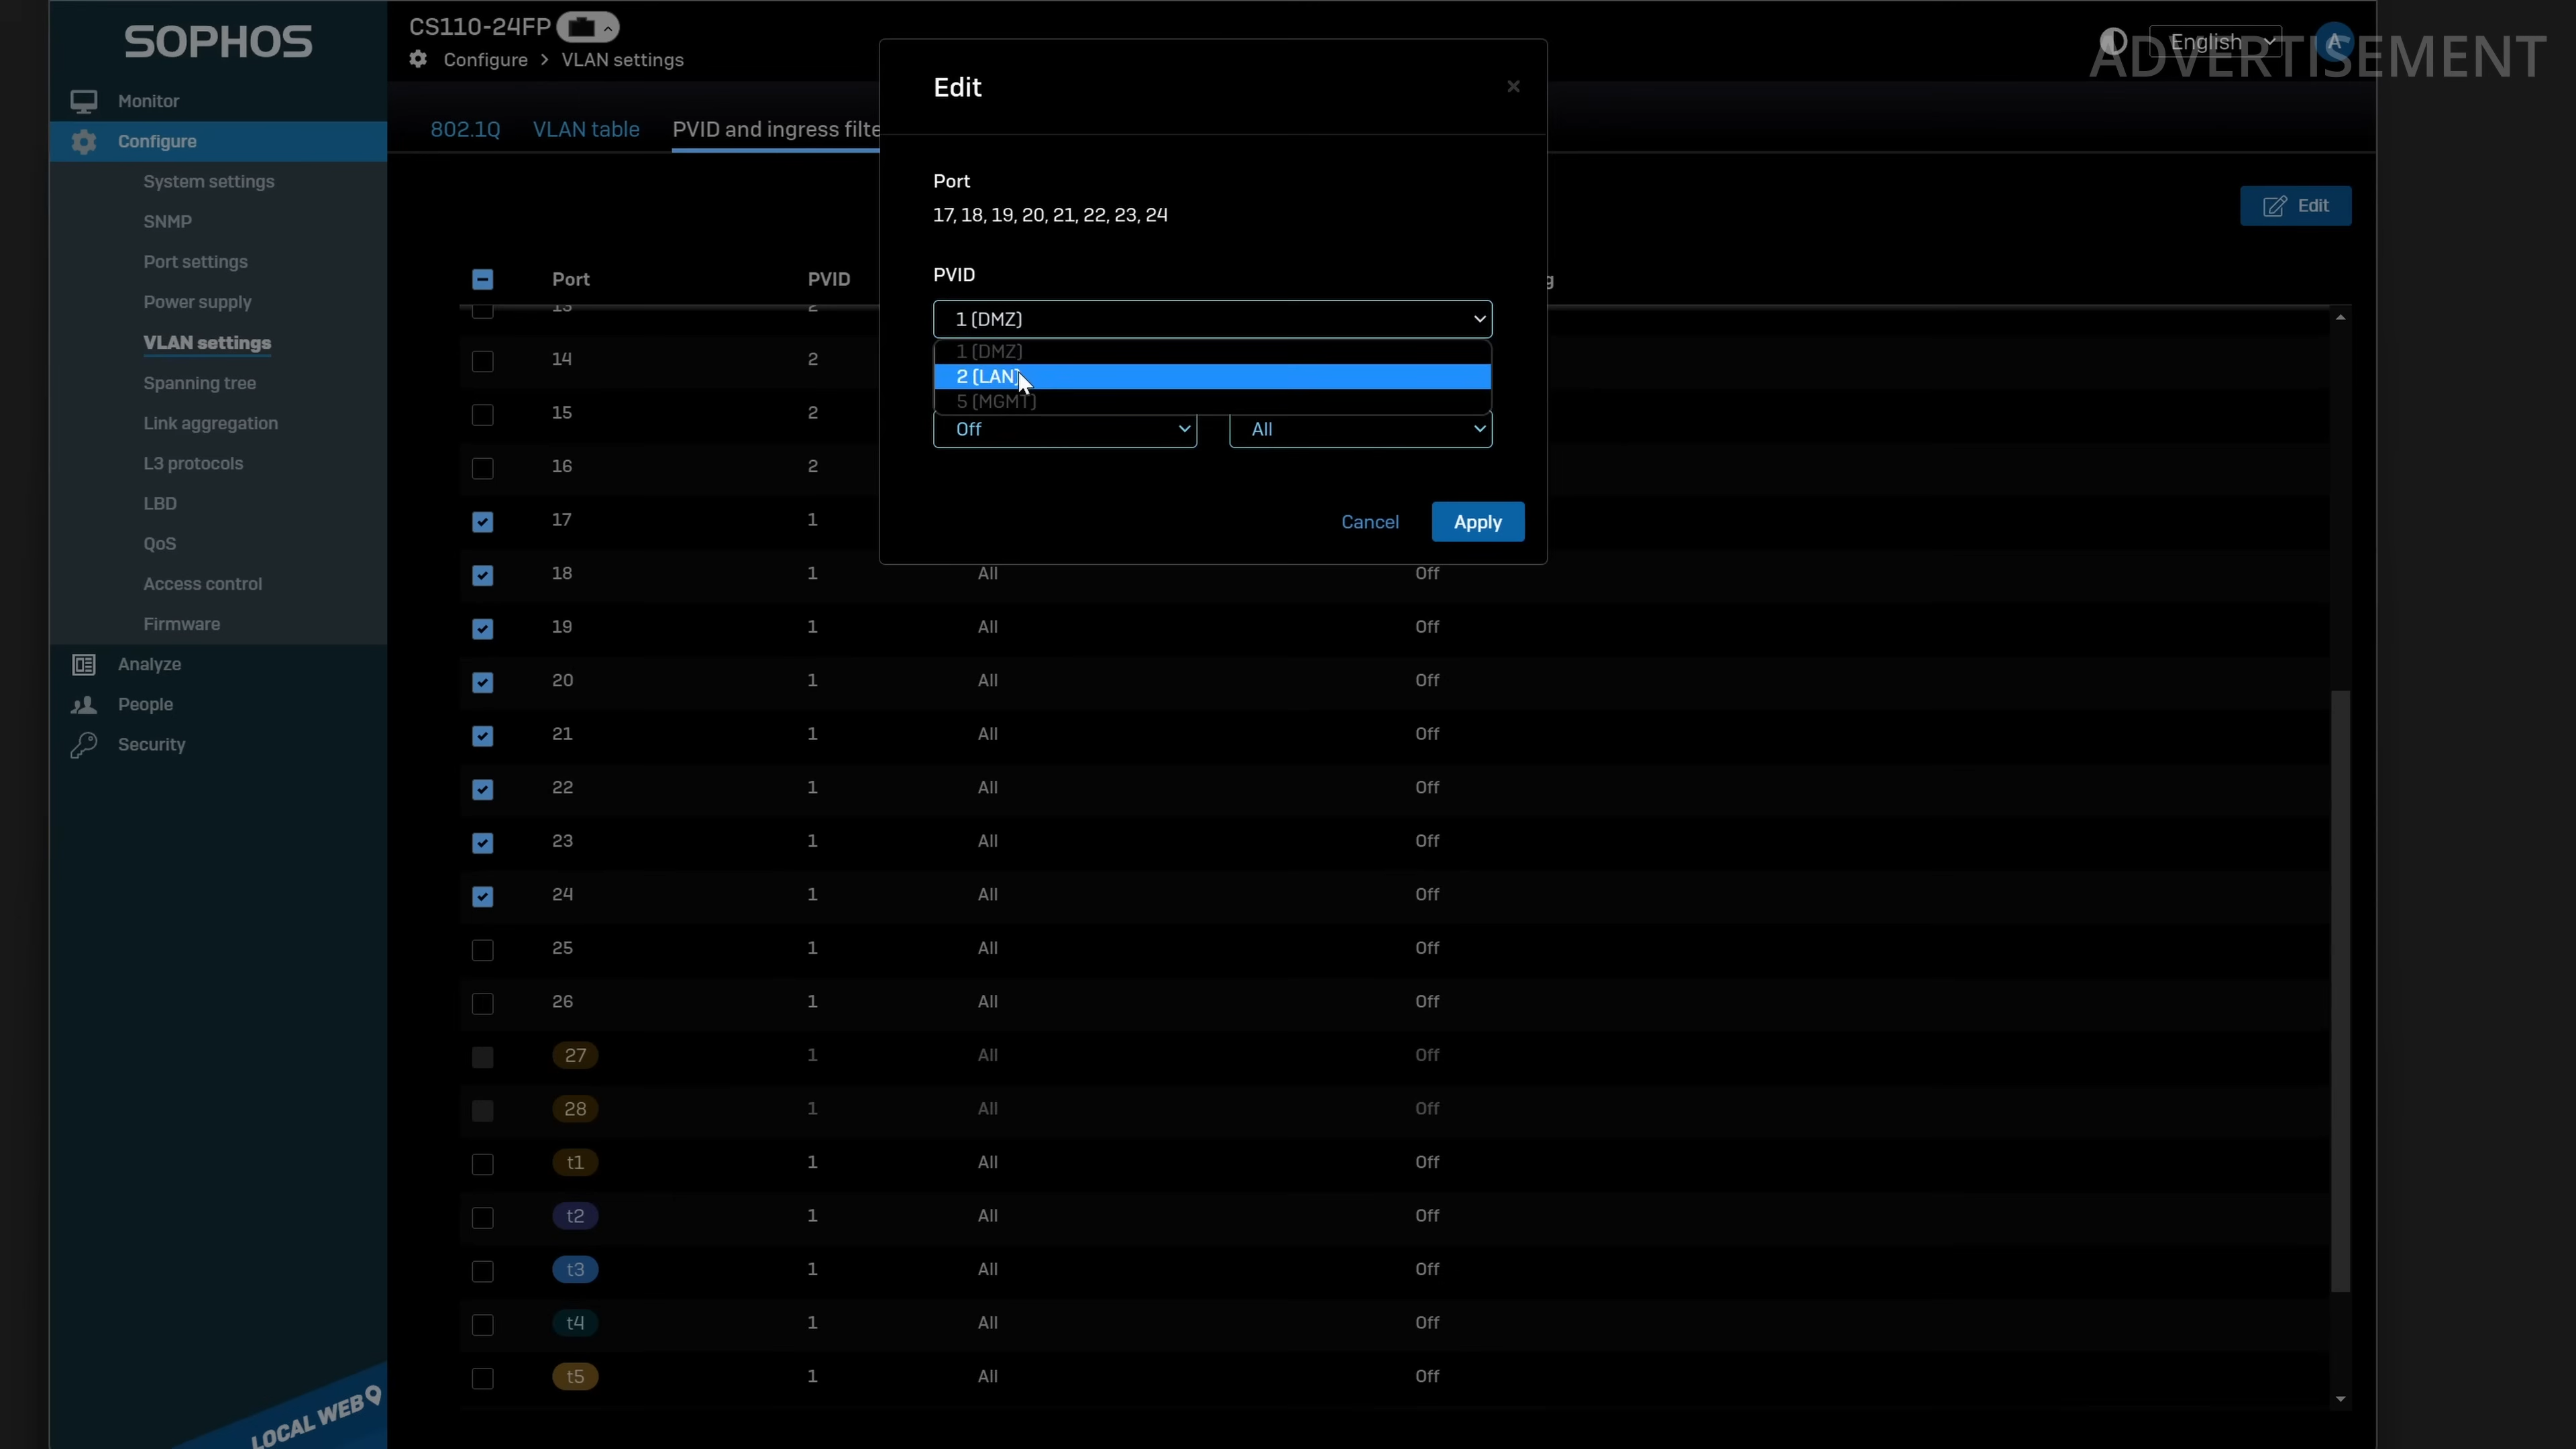 SOPHOS
Monitor
Configure
System settings
SNMP
Port settings
Power supply
VLAN settings
Spanning tree
Link aggregation
L3 protocols
LBD
QoS
Access control
Firmware
Analyze
People
Security
LOCAL WEB
CS110-24FP
Configure > VLAN settings
English
A
ADVERTISEMENT
802.1Q VLAN table PVID and ingress filte
Edit
Port PVID g
13 2
14 2
15 2
16 2
17 1
18 1 All Off
19 1 All Off
20 1 All Off
21 1 All Off
22 1 All Off
23 1 All Off
24 1 All Off
25 1 All Off
26 1 All Off
27 1 All Off
28 1 All Off
t1 1 All Off
t2 1 All Off
t3 1 All Off
t4 1 All Off
t5 1 All Off
Edit
Port
17, 18, 19, 20, 21, 22, 23, 24
PVID
1 (DMZ)
1 (DMZ)
2 (LAN)
5 (MGMT)
Off All
Cancel Apply